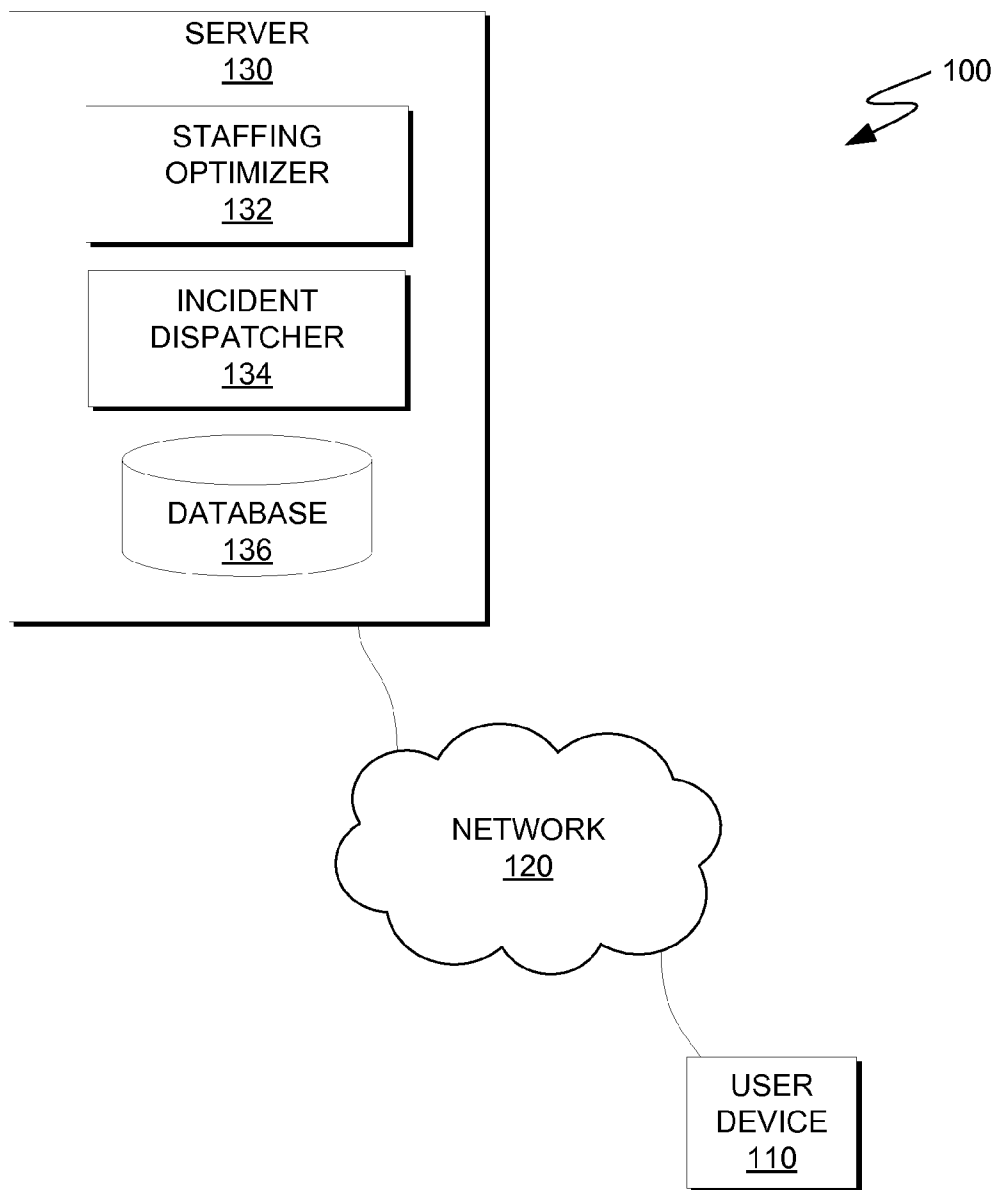 SERVER
130
100
STAFFING
OPTIMIZER
132
INCIDENT
DISPATCHER
134
DATABASE
136
NETWORK
120
USER
DEVICE
110